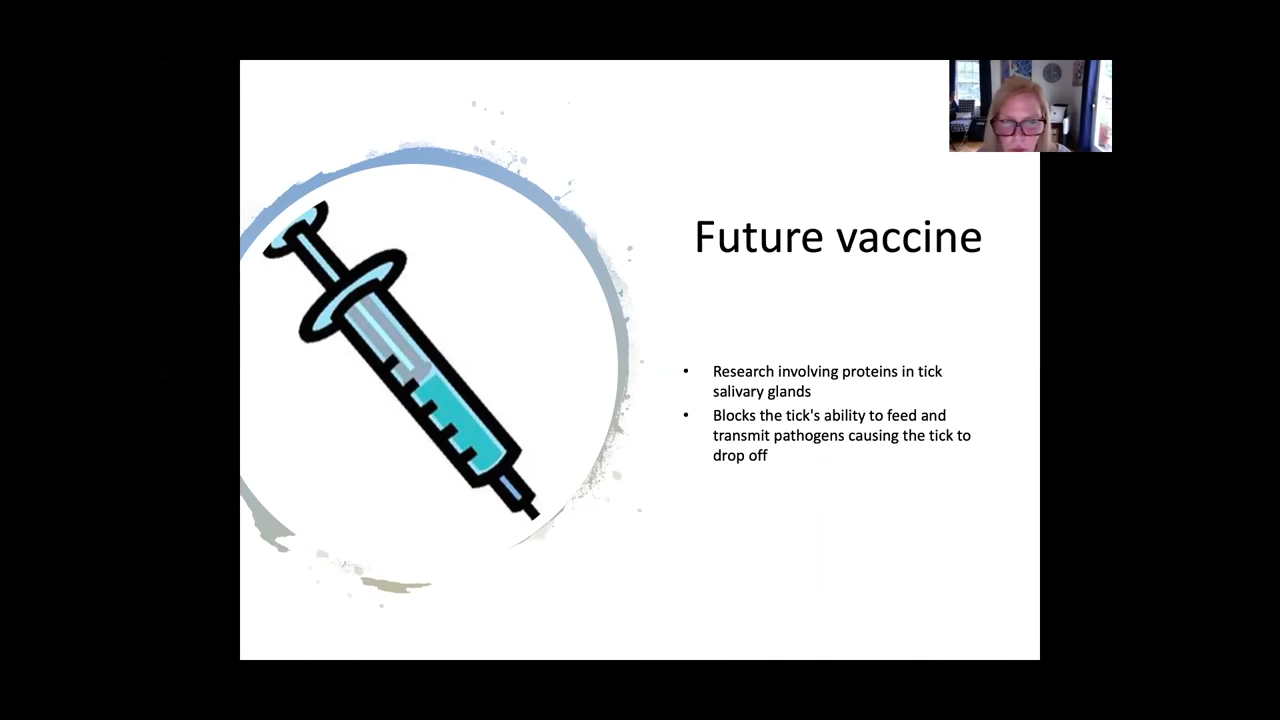 Future vaccine
• Research involving proteins in tick
salivary glands
• Blocks the tick's ability to feed and
transmit pathogens causing the tick to
drop off